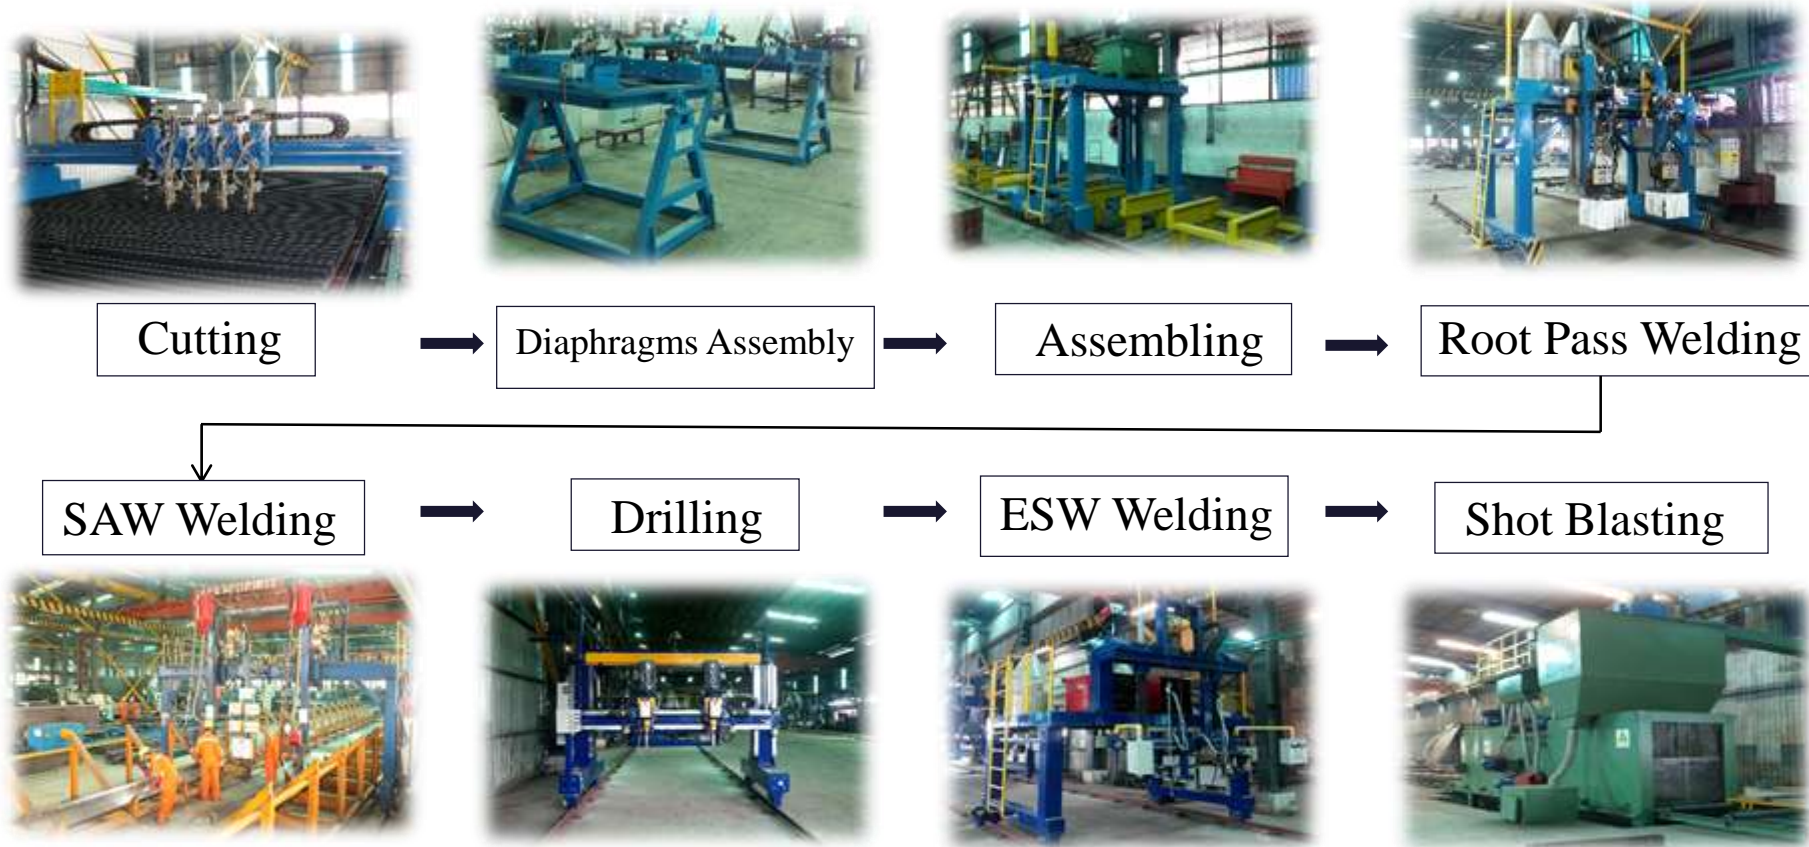 Cutting
Diaphragms Assembly
Assembling
Root Pass Welding
SAW Welding
Drilling
ESW Welding
Shot Blasting